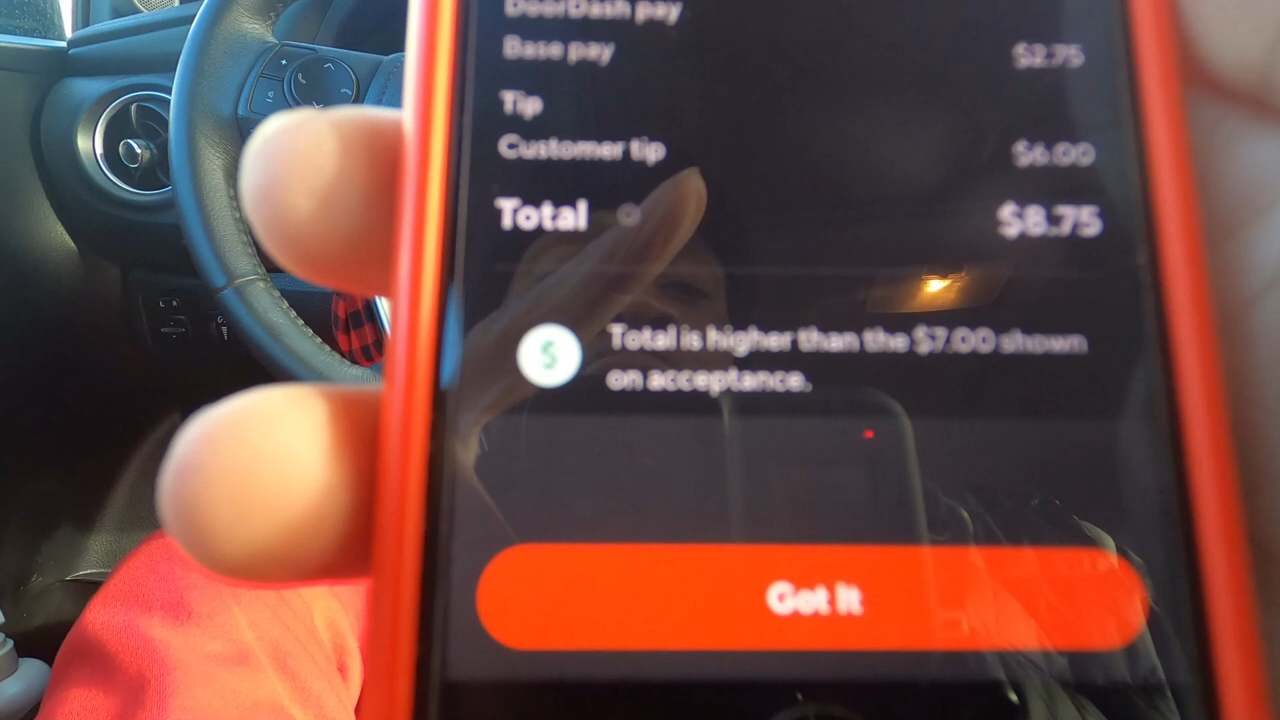 DoorDash pay
Base pay $2.75
Tip
Customer tip $6.00
Total $8.75
$ Total is higher than the $7.00 shown
on acceptance.
Got It